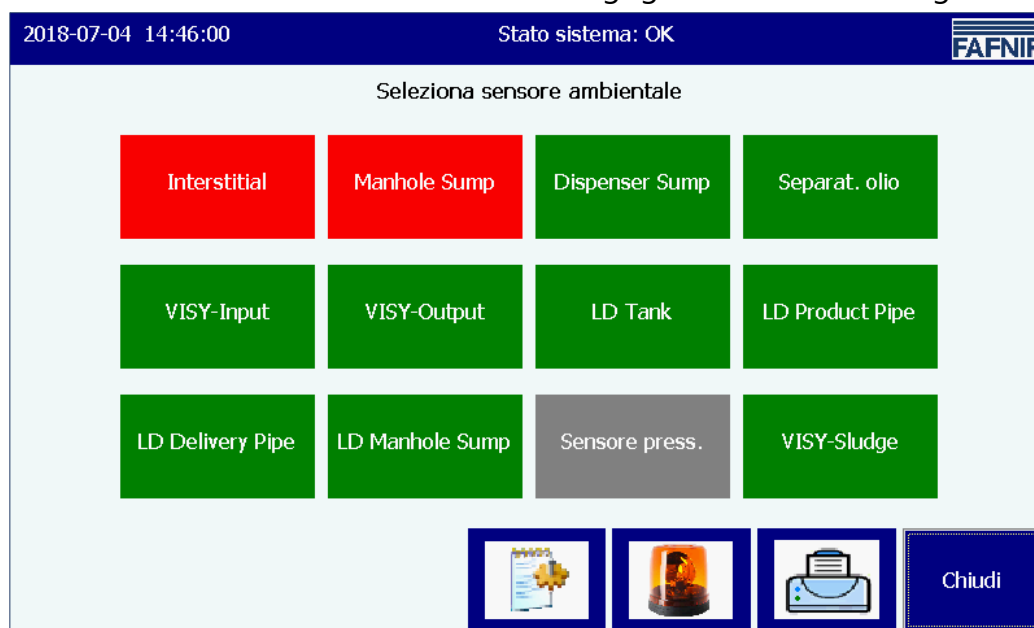 2018-07-04 14:46:00 Stato sistema: OK FAFNIR
Seleziona sensore ambientale
Interstitial Manhole Sump Dispenser Sump Separat. olio
VISY-Input VISY-Output LD Tank LD Product Pipe
LD Delivery Pipe LD Manhole Sump Sensore press. VISY-Sludge
Chiudi